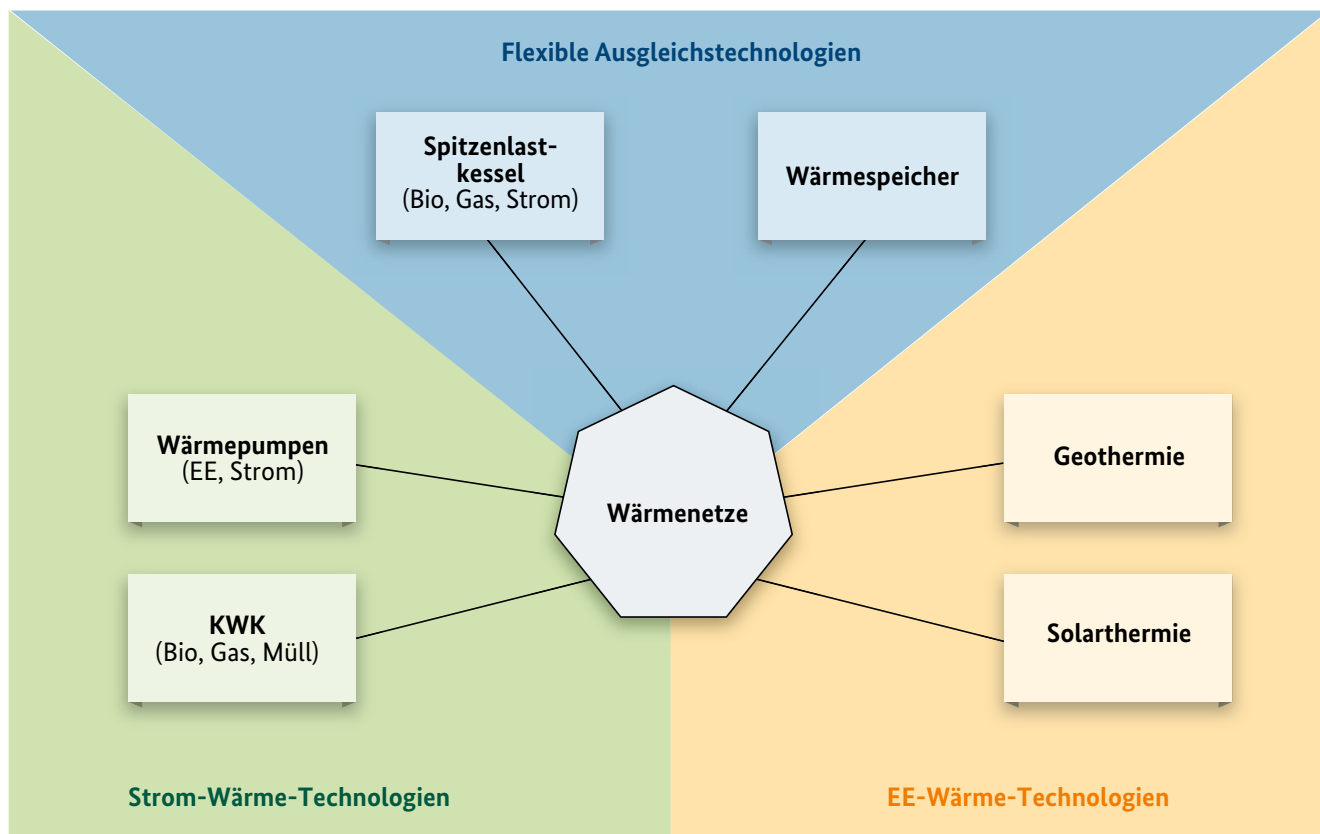 Flexible Ausgleichstechnologien
Spitzenlast-
kessel
(Bio, Gas, Strom)
Wärmespeicher
Wärmepumpen
(EE, Strom)
Geothermie
Wärmenetze
KWK
(Bio, Gas, Müll)
Solarthermie
Strom-Wärme-Technologien
EE-Wärme-Technologien